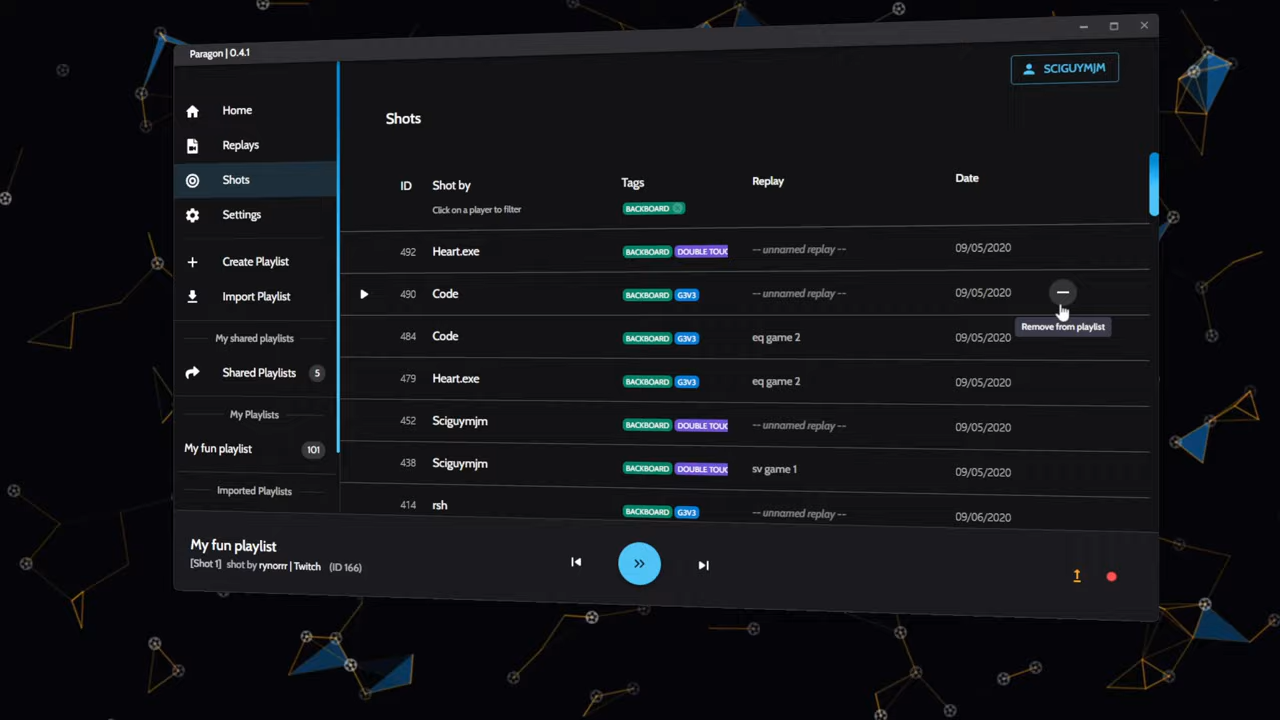 Paragon | 0.4.1
SCIGUYMJM
Home
Replays
Shots
Settings
Create Playlist
Import Playlist
My shared playlists
Shared Playlists 5
My Playlists
My fun playlist 101
Imported Playlists
Shots
ID Shot by Tags Replay Date
Click on a player to filter BACKBOARD
492 Heart.exe BACKBOARD DOUBLE TOUC -- unnamed replay -- 09/05/2020
490 Code BACKBOARD G3V3 -- unnamed replay -- 09/05/2020
Remove from playlist
484 Code BACKBOARD G3V3 eq game 2 09/05/2020
479 Heart.exe BACKBOARD G3V3 eq game 2 09/05/2020
452 Sciguymjm BACKBOARD DOUBLE TOUC -- unnamed replay -- 09/05/2020
438 Sciguymjm BACKBOARD DOUBLE TOUC sv game 1 09/05/2020
414 rsh BACKBOARD G3V3 -- unnamed replay -- 09/06/2020
My fun playlist
[Shot 1] shot by rynorrr | Twitch (ID 166)